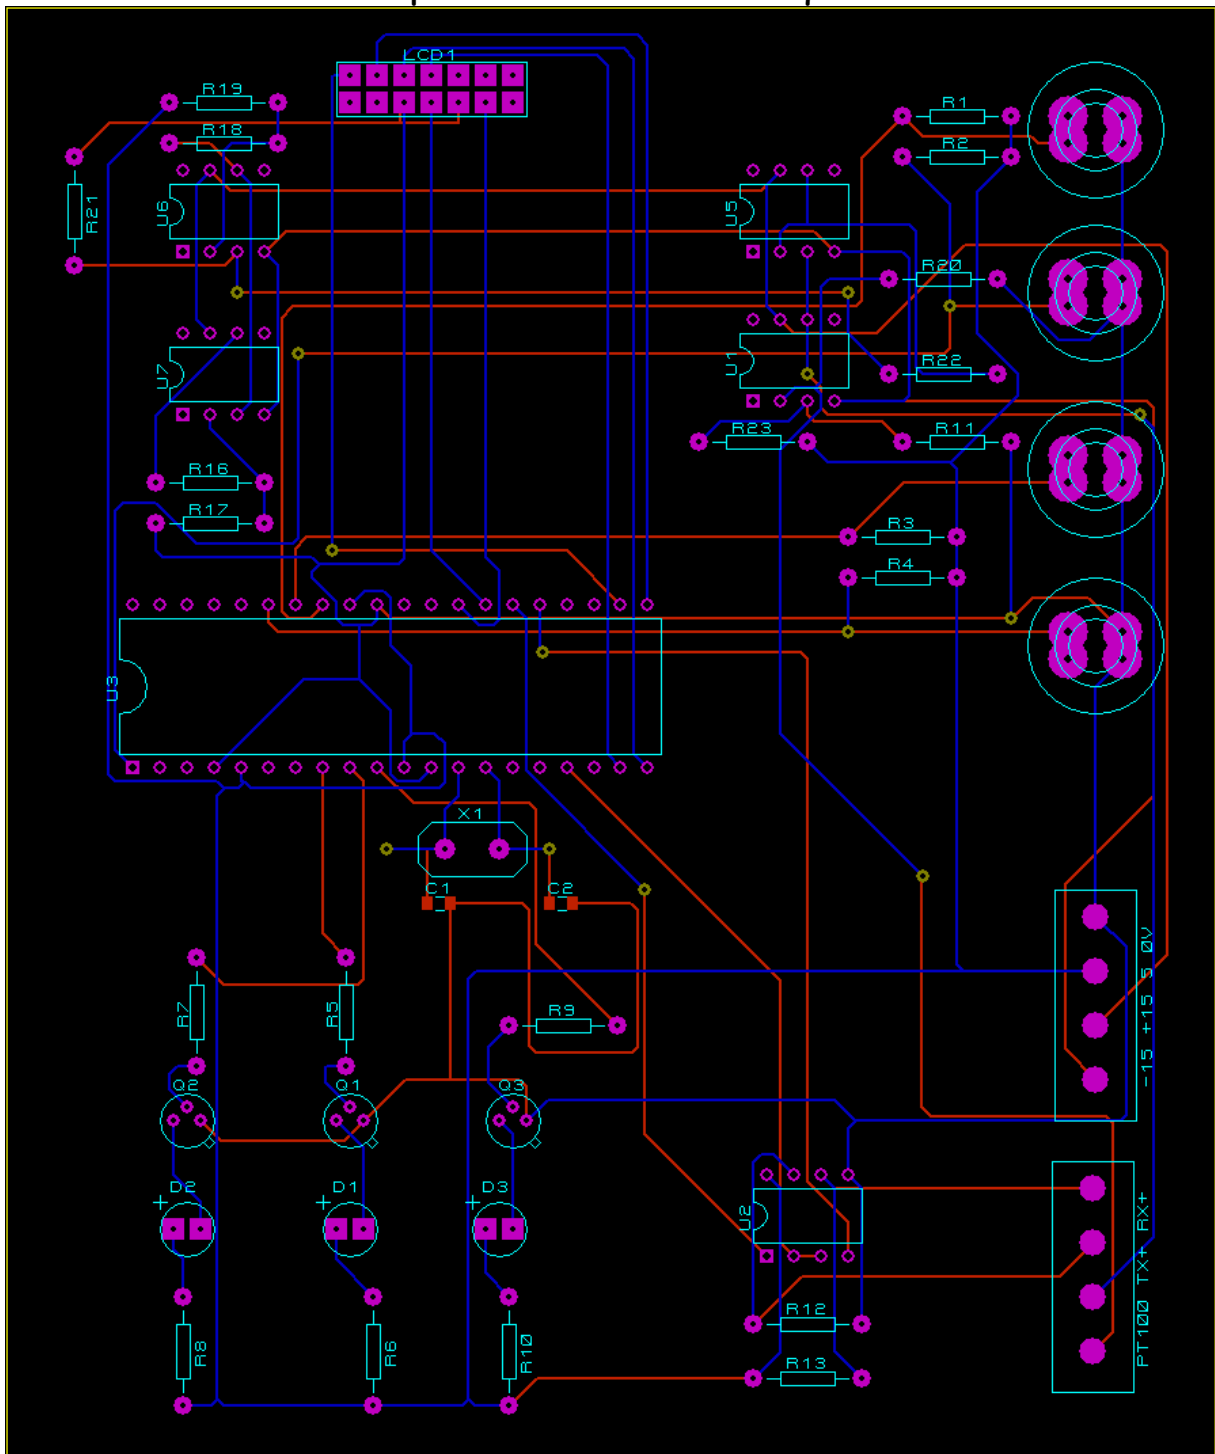 LCD1
R19
R1
R18
R2
R21
U6
U5
R20
U7
U1
R22
R23
R11
R16
R17
R3
R4
U3
X1
C1
C2
-15 +15 5 0V
R7
R5
R9
Q2
Q1
Q3
D2
D1
D3
+
+
+
U2
PT100 TX+ RX+
R12
R8
R6
R10
R13